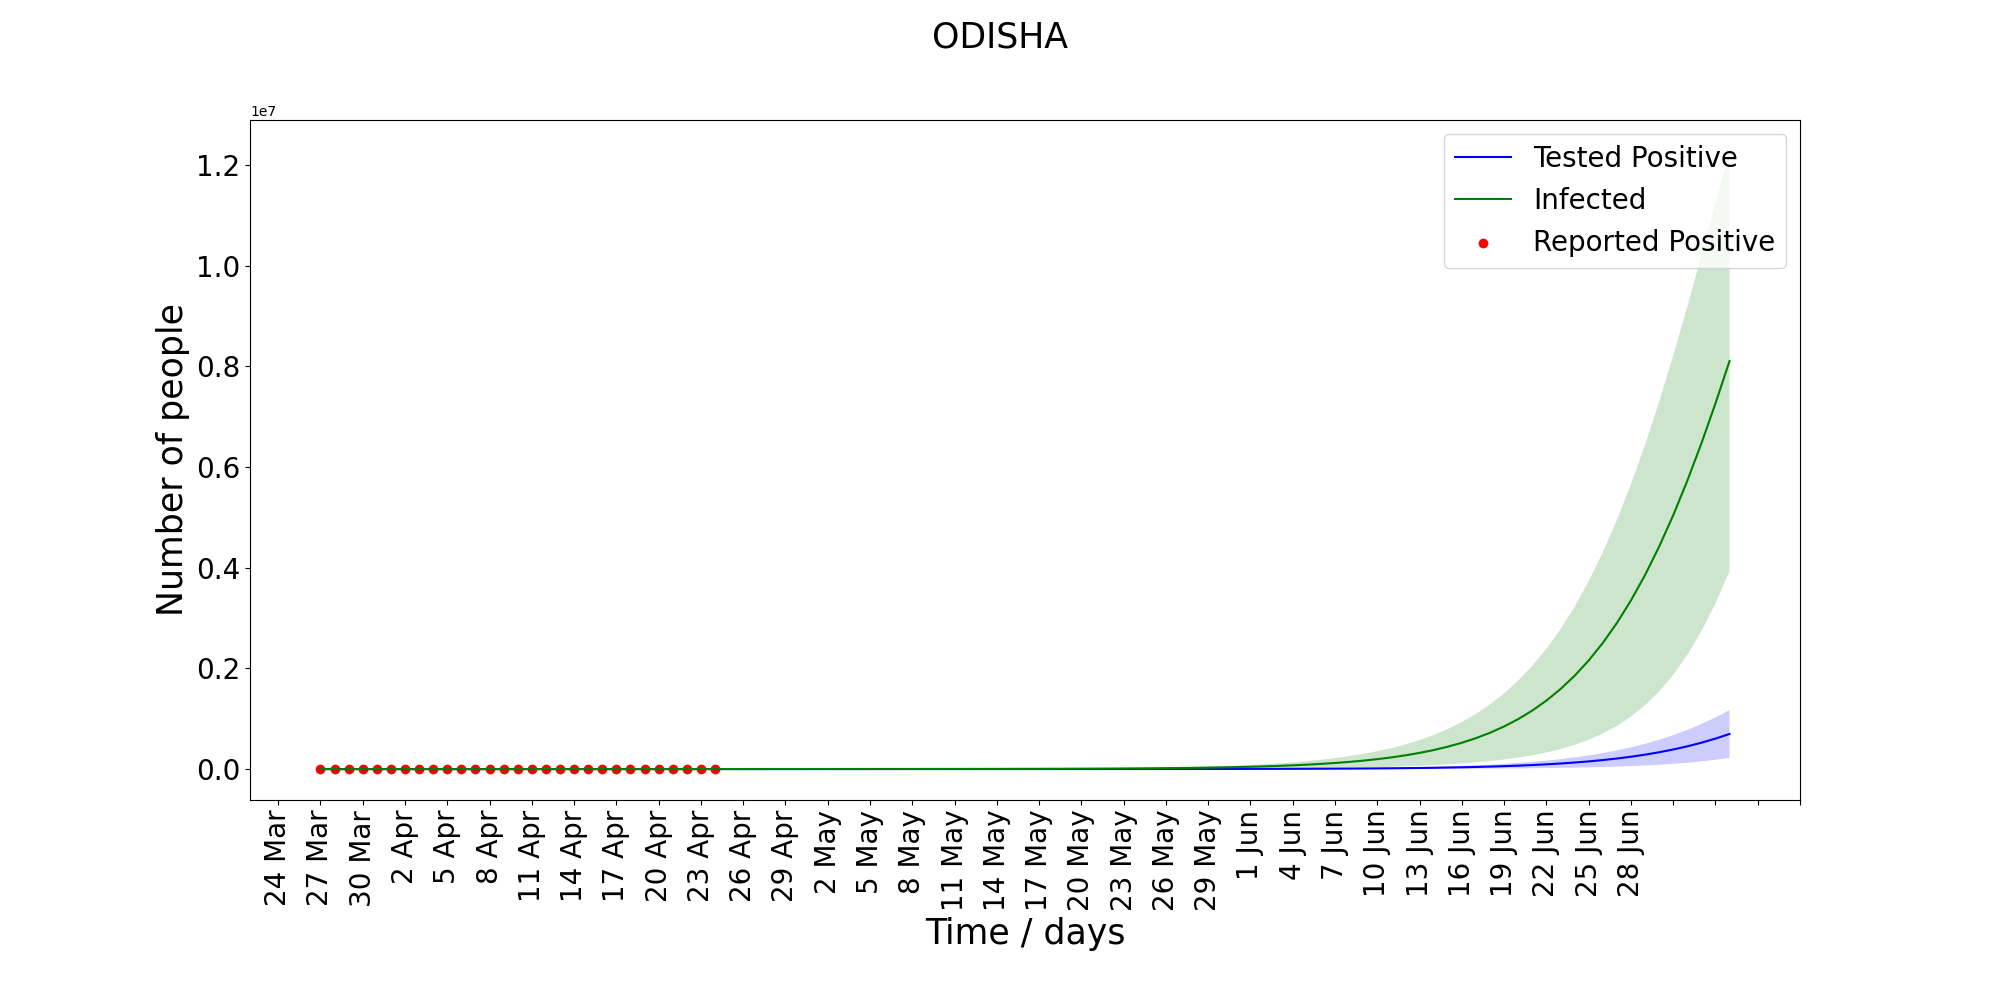 ODISHA
1e7
1.2
1.0
0.8
0.6
0.4
0.2
0.0
Number of people
Tested Positive
Infected
Reported Positive
24 Mar
27 Mar
30 Mar
2 Apr
5 Apr
8 Apr
11 Apr
14 Apr
17 Apr
20 Apr
23 Apr
26 Apr
29 Apr
2 May
5 May
8 May
11 May
14 May
17 May
20 May
23 May
26 May
29 May
1 Jun
4 Jun
7 Jun
10 Jun
13 Jun
16 Jun
19 Jun
22 Jun
25 Jun
28 Jun
Time / days